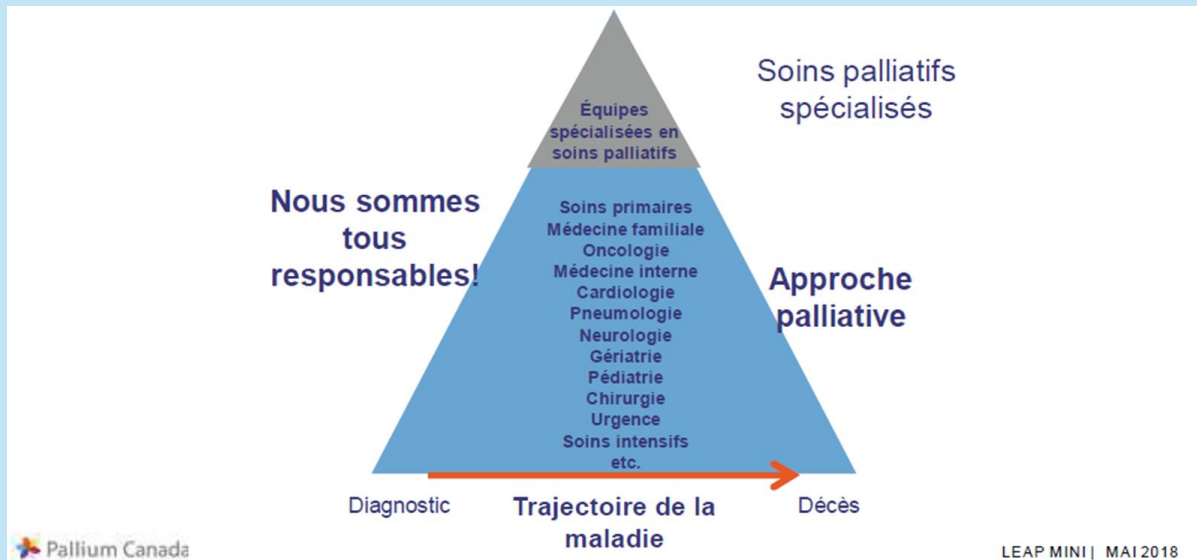 Soins palliatifs
spécialisés
Équipes
spécialisées en
soins palliatifs
Nous sommes
tous
responsables!
Soins primaires
Médecine familiale
Oncologie
Médecine interne
Cardiologie
Pneumologie
Neurologie
Gériatrie
Pédiatrie
Chirurgie
Urgence
Soins intensifs
etc.
Approche
palliative
Diagnostic
Trajectoire de la
maladie
Décès
Pallium Canada
LEAP MINI | MAI 2018